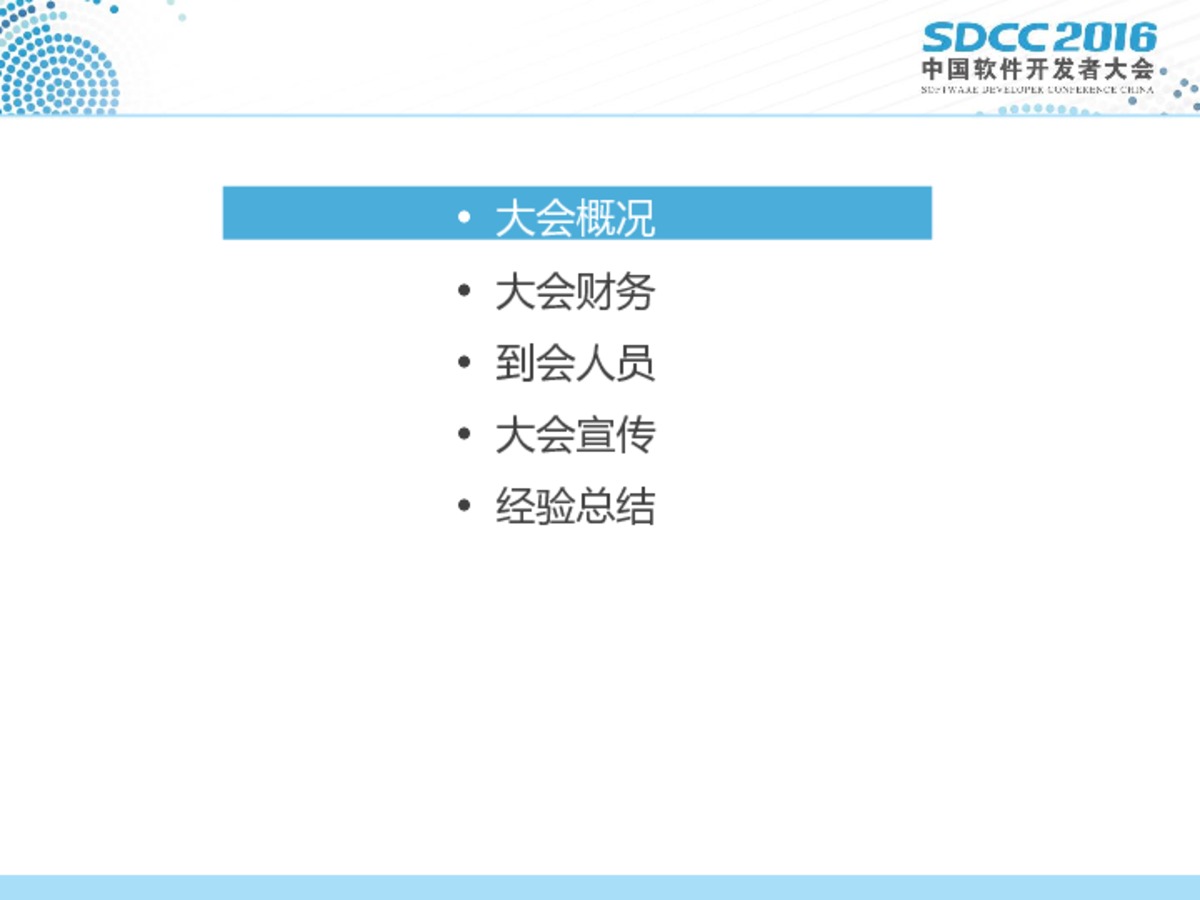 SDCC 2016
中国软件开发者大会
SOFTWARE DEVELOPER CONFERENCE CHINA
• 大会概况
• 大会财务
• 到会人员
• 大会宣传
• 经验总结